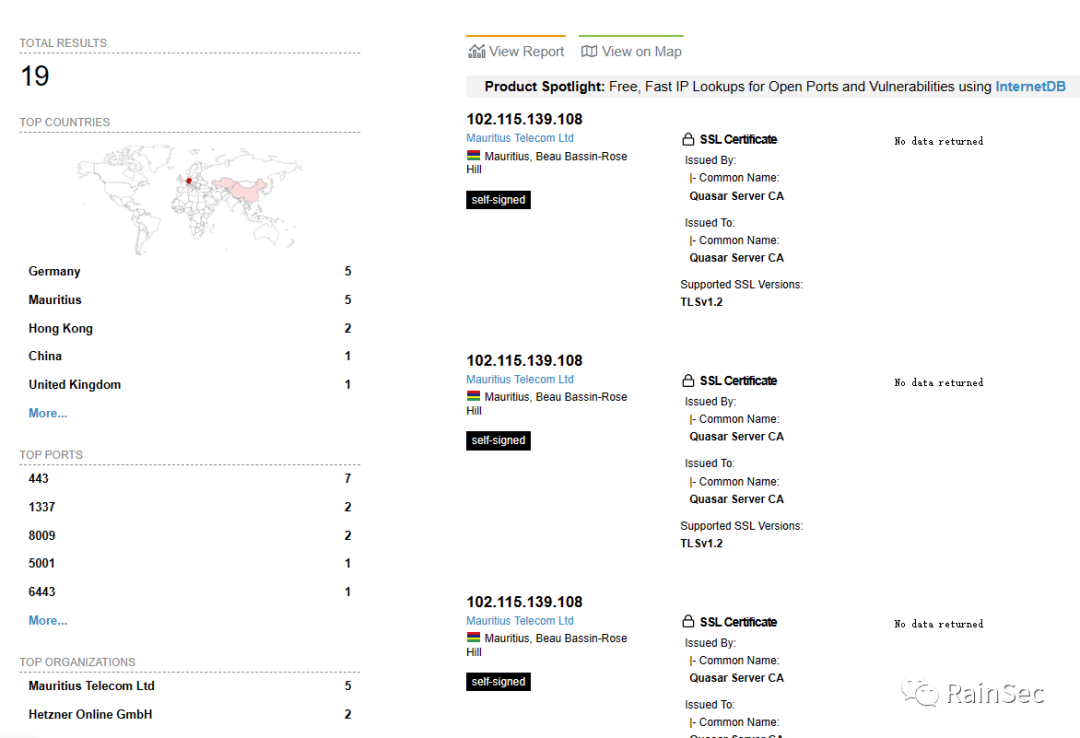 TOTAL RESULTS
19
TOP COUNTRIES
Germany 5
Mauritius 5
Hong Kong 2
China 1
United Kingdom 1
More...
TOP PORTS
443 7
1337 2
8009 2
5001 1
6443 1
More...
TOP ORGANIZATIONS
Mauritius Telecom Ltd 5
Hetzner Online GmbH 2
View Report View on Map
Product Spotlight: Free, Fast IP Lookups for Open Ports and Vulnerabilities using InternetDB
102.115.139.108
Mauritius Telecom Ltd
Mauritius, Beau Bassin-Rose
Hill
self-signed
SSL Certificate
Issued By:
|- Common Name:
Quasar Server CA
Issued To:
|- Common Name:
Quasar Server CA
Supported SSL Versions:
TLSv1.2
No data returned
102.115.139.108
Mauritius Telecom Ltd
Mauritius, Beau Bassin-Rose
Hill
self-signed
SSL Certificate
Issued By:
|- Common Name:
Quasar Server CA
Issued To:
|- Common Name:
Quasar Server CA
Supported SSL Versions:
TLSv1.2
No data returned
102.115.139.108
Mauritius Telecom Ltd
Mauritius, Beau Bassin-Rose
Hill
self-signed
SSL Certificate
Issued By:
|- Common Name:
Quasar Server CA
Issued To:
|- Common Name:
Quasar Server CA
No data returned
RainSec